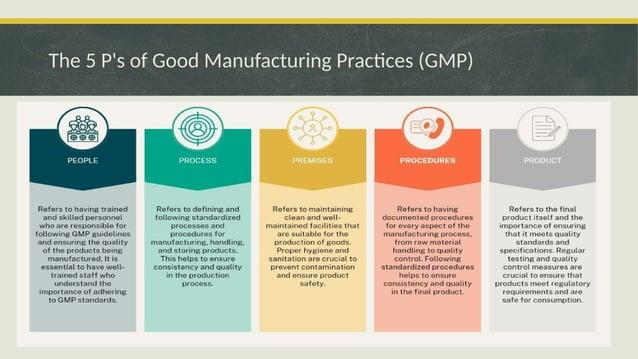 The 5 P's of Good Manufacturing Practices (GMP)
PEOPLE
Refers to having trained
and skilled personnel
who are responsible for
following GMP guidelines
and ensuring the quality
of the products being
manufactured. It is
essential to have well-
trained staff who
understand the
importance of adhering
to GMP standards.
PROCESS
Refers to defining and
following standardized
processes and
procedures for
manufacturing, handling,
and storing products.
This helps to ensure
consistency and quality
in the production
process.
PREMISES
Refers to maintaining
clean and well-
maintained facilities that
are suitable for the
production of goods.
Proper hygiene and
sanitation are crucial to
prevent contamination
and ensure product
safety.
PROCEDURES
Refers to having
documented procedures
for every aspect of the
manufacturing process,
from raw material
handling to quality
control. Following
standardized procedures
helps to ensure
consistency and quality
in the final product.
PRODUCT
Refers to the final
product itself and the
importance of ensuring
that it meets quality
standards and
specifications. Regular
testing and quality
control measures are
crucial to ensure that
products meet regulatory
requirements and are
safe for consumption.